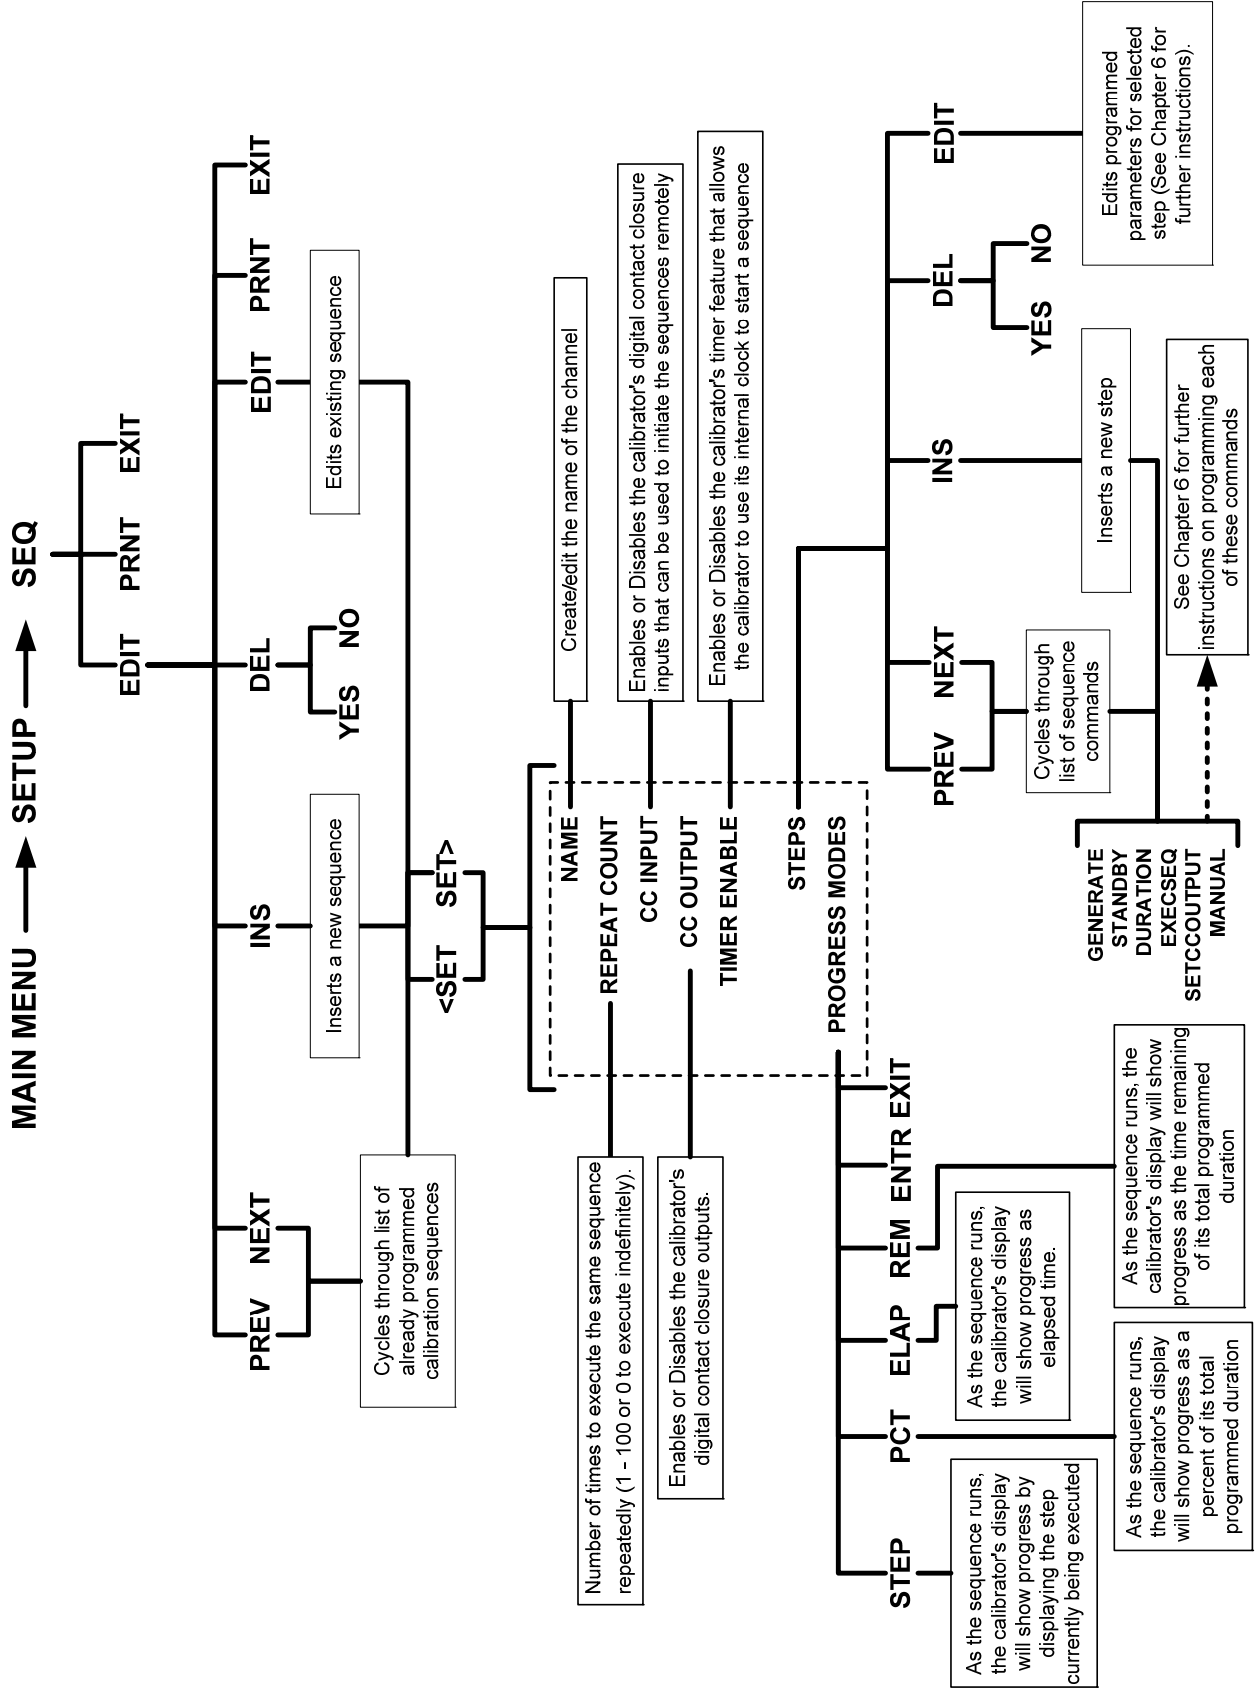 MAIN MENU SETUP SEQ
EDIT PRNT EXIT
PREV NEXT INS DEL EDIT PRNT EXIT
YES NO
Cycles through list of
already programmed
calibration sequences
Inserts a new sequence
Edits existing sequence
<SET SET>
NAME
REPEAT COUNT
CC INPUT
CC OUTPUT
TIMER ENABLE
STEPS
PROGRESS MODES
Create/edit the name of the channel
Number of times to execute the same sequence
repeatedly (1 - 100 or 0 to execute indefinitely).
Enables or Disables the calibrator's digital contact closure
inputs that can be used to initiate the sequences remotely
Enables or Disables the calibrator's
digital contact closure outputs.
Enables or Disables the calibrator's timer feature that allows
the calibrator to use its internal clock to start a sequence
STEP PCT ELAP REM ENTR EXIT
As the sequence runs,
the calibrator's display
will show progress by
displaying the step
currently being executed
As the sequence runs,
the calibrator's display
will show progress as a
percent of its total
programmed duration
As the sequence runs,
the calibrator's display
will show progress as
elapsed time.
As the sequence runs, the
calibrator's display will show
progress as the time remaining
of its total programmed
duration
PREV NEXT INS DEL EDIT
YES NO
Cycles through
list of sequence
commands
Inserts a new step
Edits programmed
parameters for selected
step (See Chapter 6 for
further instructions).
GENERATE
STANDBY
DURATION
EXECSEQ
SETCCOUTPUT
MANUAL
See Chapter 6 for further
instructions on programming each
of these commands